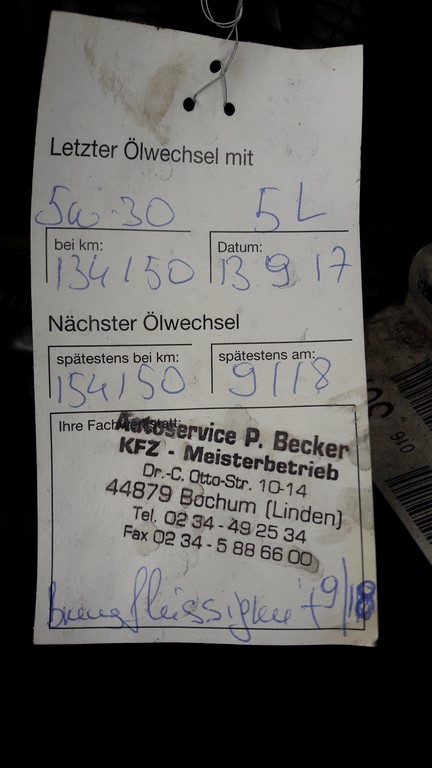 Letzter Ölwechsel mit
5w-30 5L
bei km: Datum:
134150 13 9 17
Nächster Ölwechsel
spätestens bei km: spätestens am:
154150 9/18
Ihre Fachwerkstatt:
Autoservice P. Becker
KFZ - Meisterbetrieb
Dr.-C. Otto-Str. 10-14
44879 Bochum (Linden)
Tel. 02 34 - 49 25 34
Fax 02 34 - 5 88 66 00
flüssigkeit 9/18